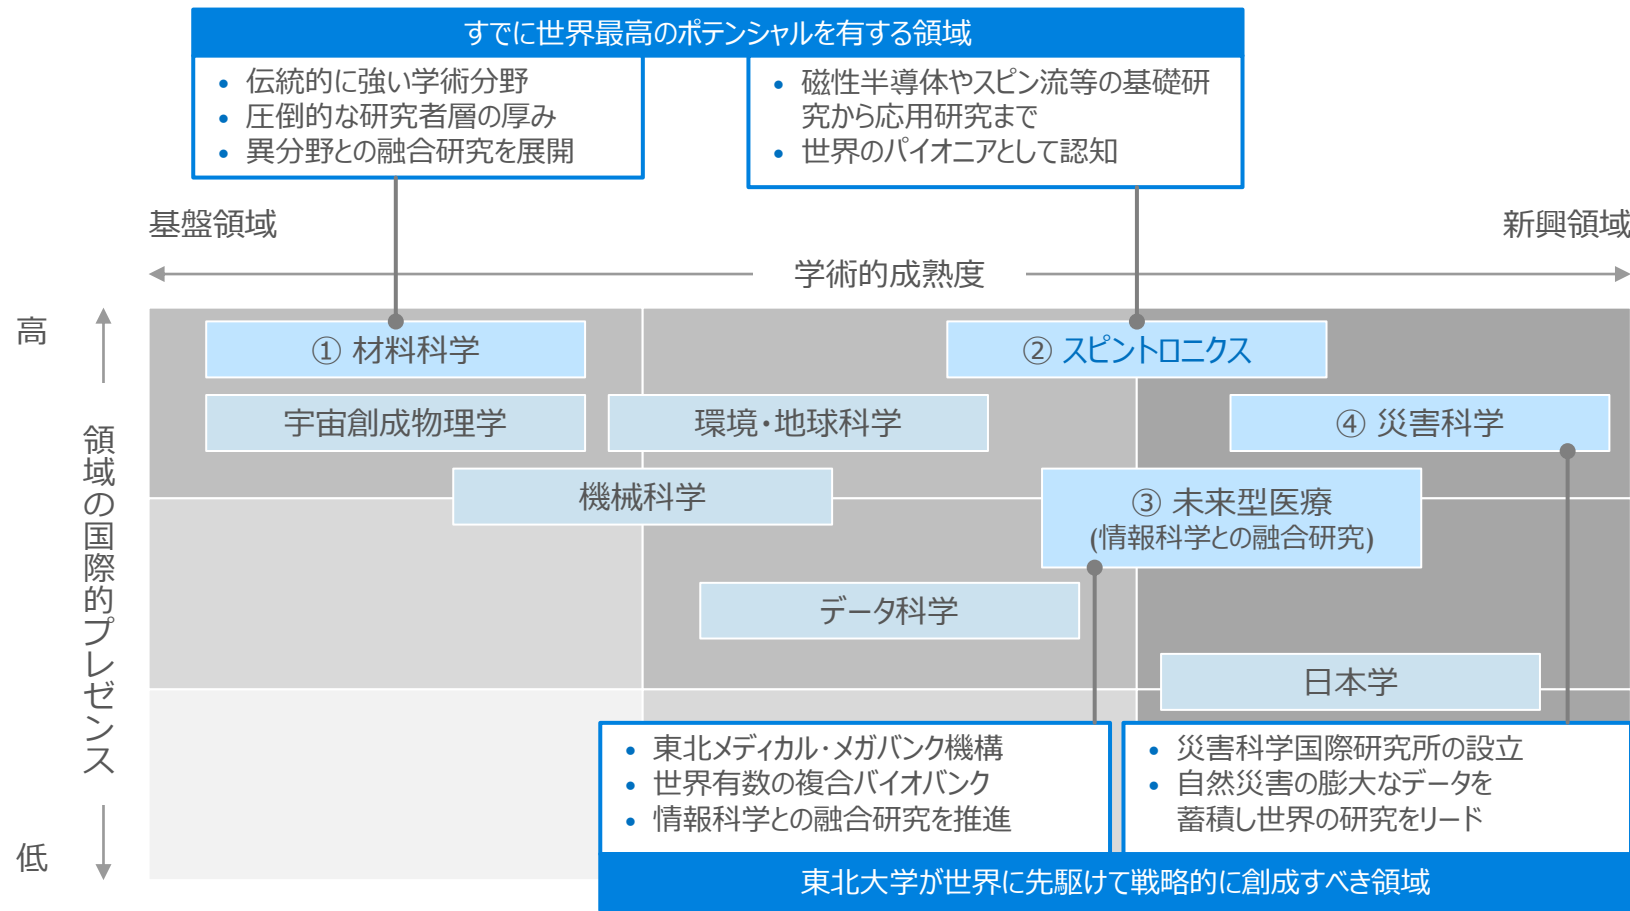 すでに世界最高のポテンシャルを有する領域
• 伝統的に強い学術分野
• 圧倒的な研究者層の厚み
• 異分野との融合研究を展開
• 磁性半導体やスピン流等の基礎研
究から応用研究まで
• 世界のパイオニアとして認知
基盤領域
新興領域
学術的成熟度
高
領域の国際的プレゼンス
低
① 材料科学
② スピントロニクス
宇宙創成物理学
環境・地球科学
④ 災害科学
機械科学
③ 未来型医療
(情報科学との融合研究)
データ科学
日本学
• 東北メディカル・メガバンク機構
• 世界有数の複合バイオバンク
• 情報科学との融合研究を推進
• 災害科学国際研究所の設立
• 自然災害の膨大なデータを
蓄積し世界の研究をリード
東北大学が世界に先駆けて戦略的に創成すべき領域